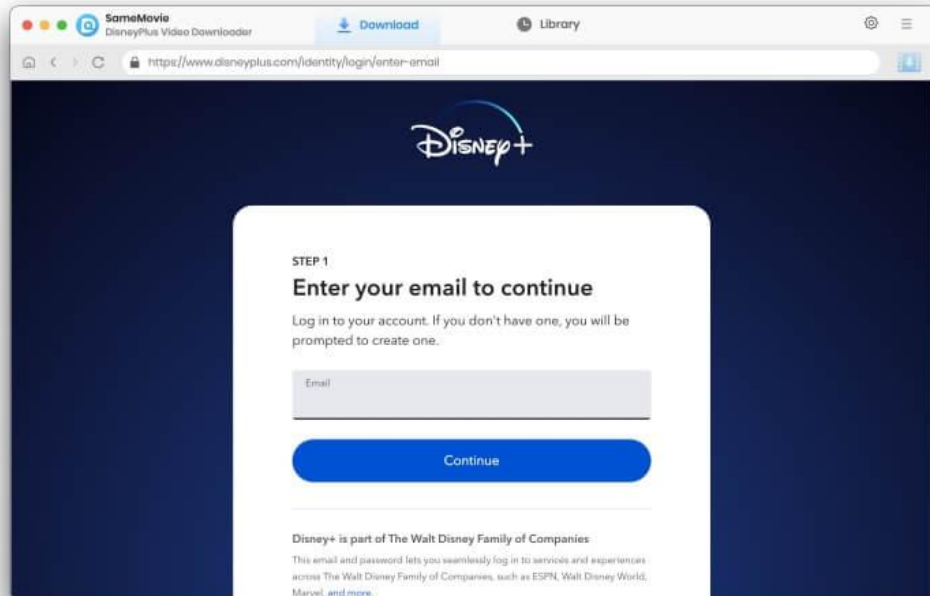 SameMovie
DisneyPlus Video Downloader
Download
Library
https://www.disneyplus.com/identity/login/enter-email
Disney+
STEP 1
Enter your email to continue
Log in to your account. If you don't have one, you will be
prompted to create one.
Email
Continue
Disney+ is part of The Walt Disney Family of Companies
This email and password lets you seamlessly log in to services and experiences
across The Walt Disney Family of Companies, such as ESPN, Walt Disney World,
Marvel, and more.